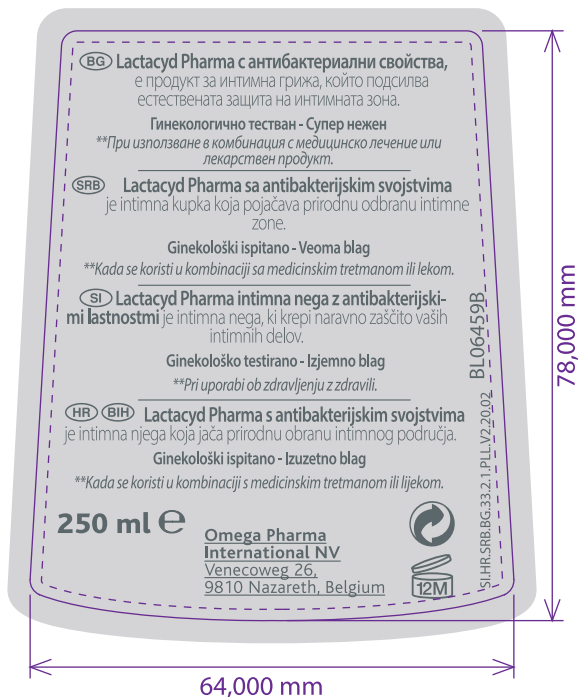 BG Lactacyd Pharma с антибактериални свойства,
е продукт за интимна грижа, който подсилва
естествената защита на интимната зона.
Гинекологично тестван - Супер нежен
**При използване в комбинация с медицинско лечение или
лекарствен продукт.
SRB Lactacyd Pharma sa antibakterijskim svojstvima
je intimna kupka koja pojačava prirodnu odbranu intimne
zone.
Ginekološki ispitano - Veoma blag
**Kada se koristi u kombinaciji sa medicinskim tretmanom ili lekom.
SI Lactacyd Pharma intimna nega z antibakterijski-
mi lastnostmi je intimna nega, ki krepi naravno zaščito vaših
intimnih delov.
Ginekološko testirano - Izjemno blag
**Pri uporabi ob zdravljenju z zdravili.
HR BIH Lactacyd Pharma s antibakterijskim svojstvima
je intimna njega koja jača prirodnu obranu intimnog područja.
Ginekološki ispitano - Izuzetno blag
**Kada se koristi u kombinaciji s medicinskim tretmanom ili lijekom.
250 ml e
Omega Pharma
International NV
Venecoweg 26,
9810 Nazareth, Belgium
12M
BL06459B
SI.HR.SRB.BG.33.2.1.PLL.V2.20.02
78,000 mm
64,000 mm